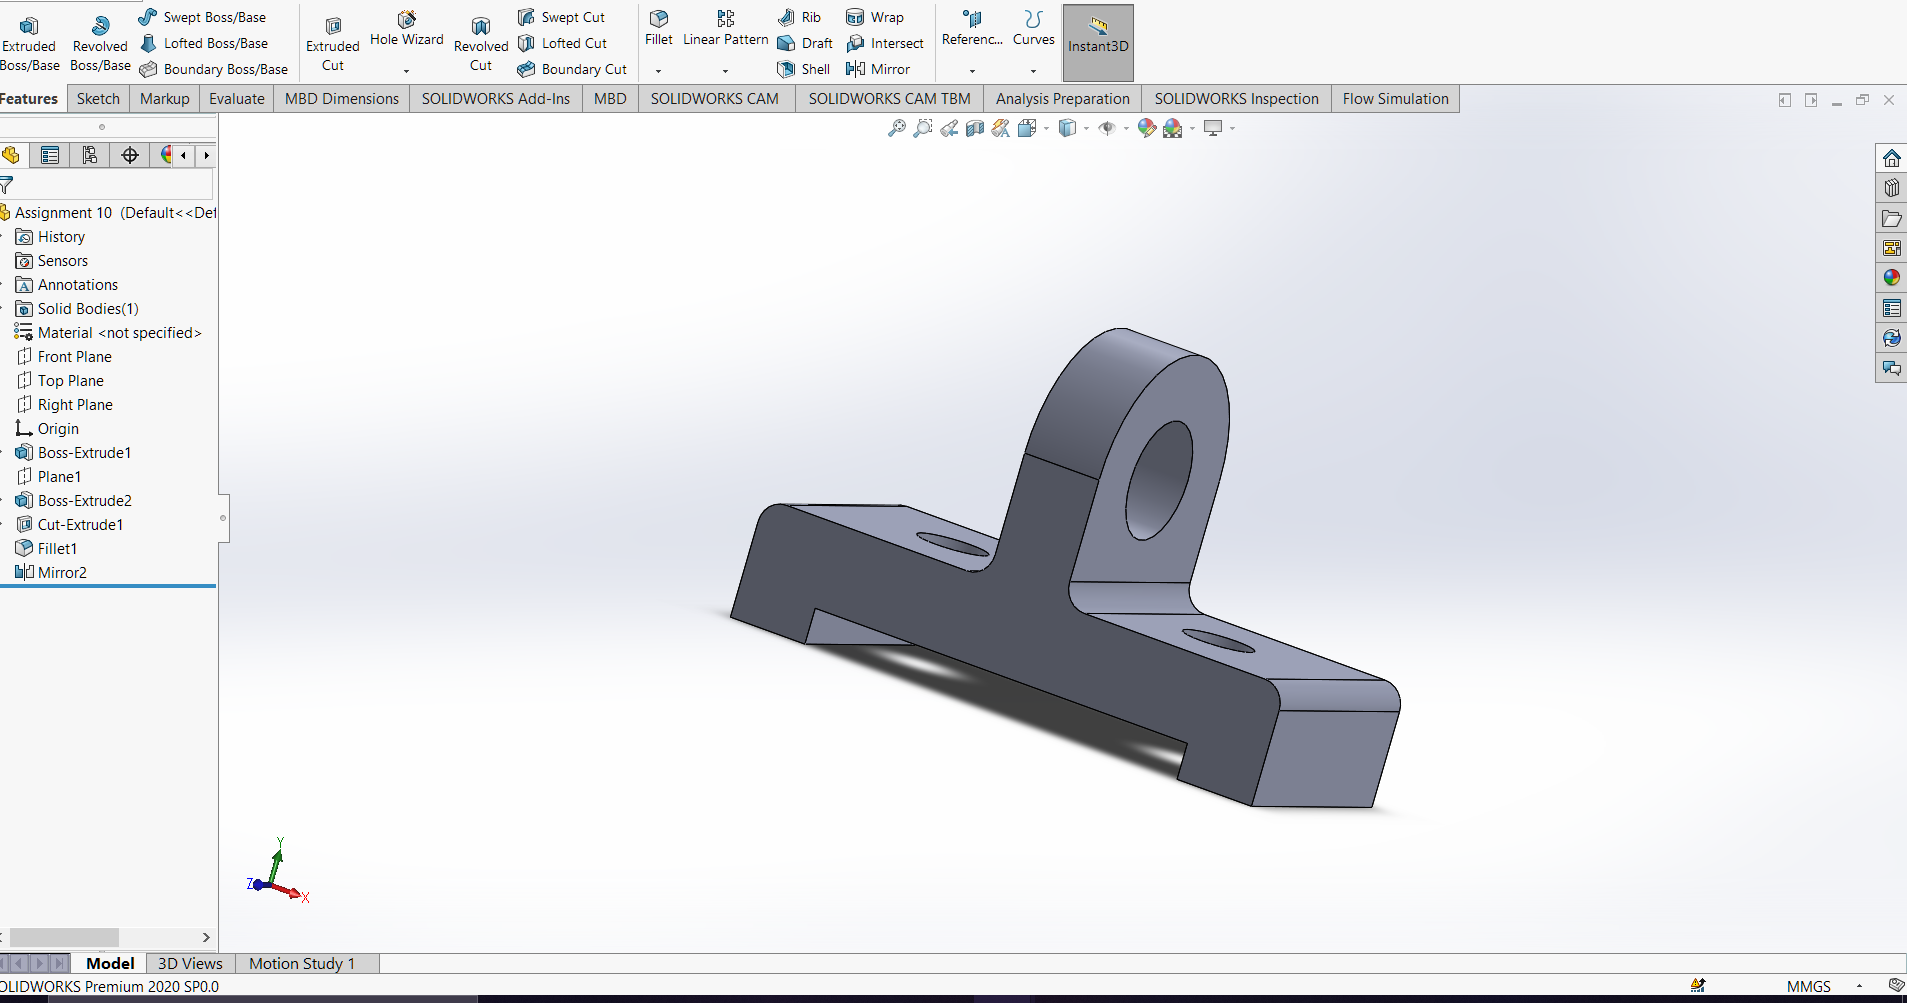 Extruded Boss/Base
Revolved Boss/Base
Swept Boss/Base
Lofted Boss/Base
Boundary Boss/Base
Extruded Cut
Hole Wizard
Revolved Cut
Swept Cut
Lofted Cut
Boundary Cut
Fillet
Linear Pattern
Rib
Draft
Shell
Wrap
Intersect
Mirror
Referenc...
Curves
Instant3D
Features
Sketch
Markup
Evaluate
MBD Dimensions
SOLIDWORKS Add-Ins
MBD
SOLIDWORKS CAM
SOLIDWORKS CAM TBM
Analysis Preparation
SOLIDWORKS Inspection
Flow Simulation
Assignment 10 (Default<<Def
History
Sensors
A Annotations
Solid Bodies(1)
Material <not specified>
Front Plane
Top Plane
Right Plane
Origin
Boss-Extrude1
Plane1
Boss-Extrude2
Cut-Extrude1
Fillet1
Mirror2
Y
Z
X
Model
3D Views
Motion Study 1
OLIDWORKS Premium 2020 SP0.0
MMGS